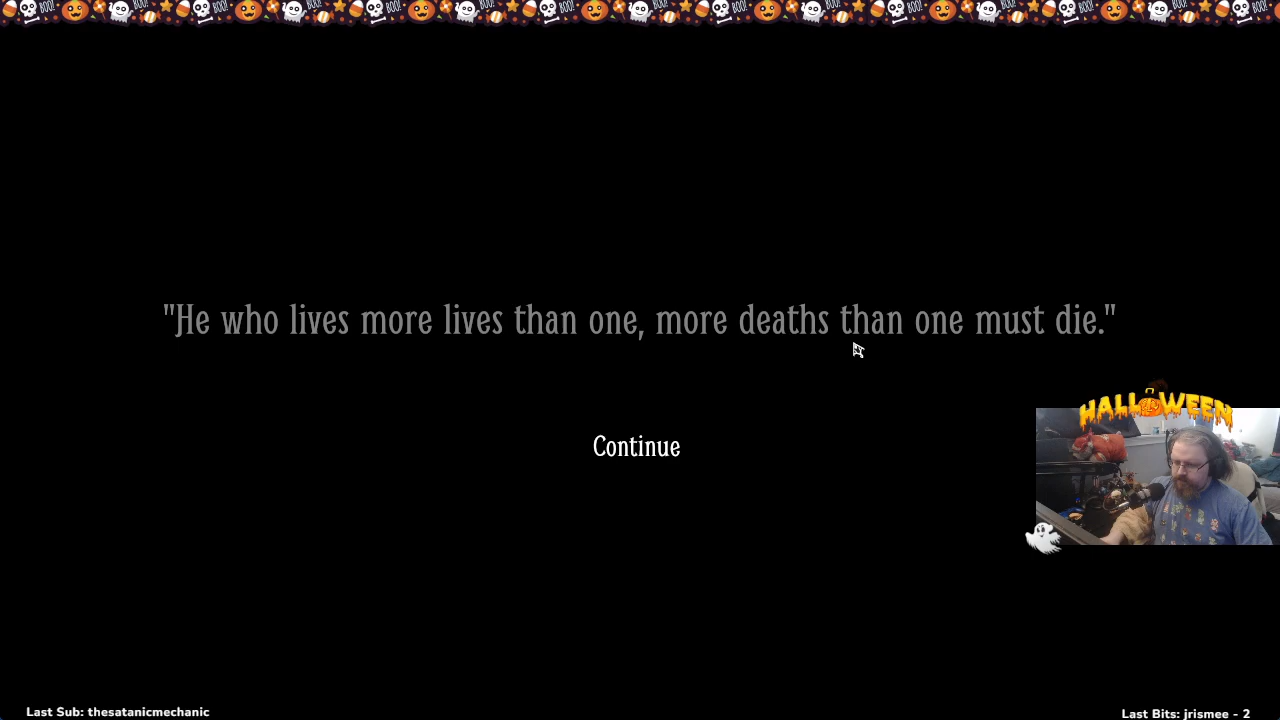 "He who lives more lives than one, more deaths than one must die."
Continue
HALLOWEEN
Last Sub: thesatanicmechanic
Last Bits: jrismee - 2